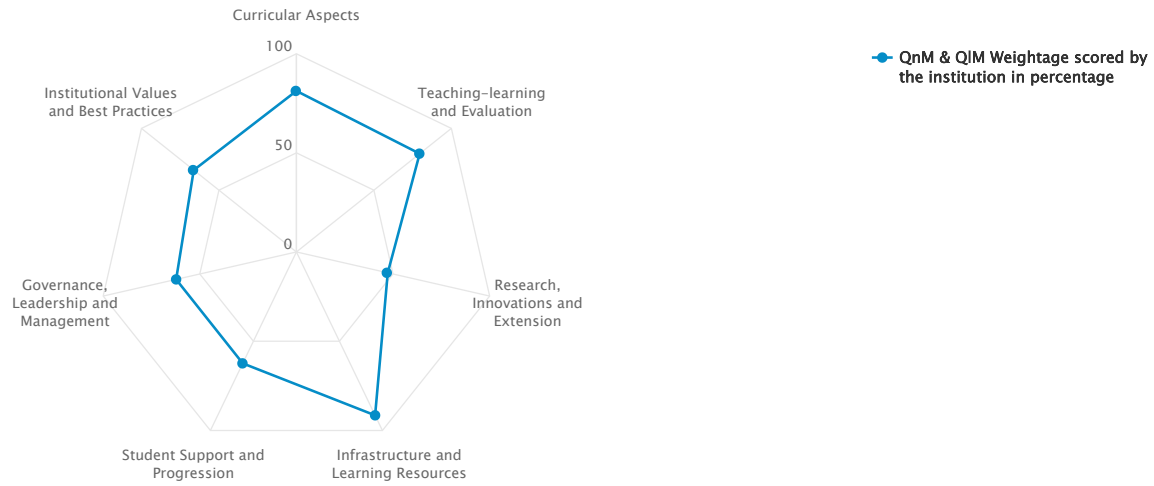 Curricular Aspects
100
QnM & QlM Weightage scored by
the institution in percentage
Institutional Values
and Best Practices
Teaching-learning
and Evaluation
50
0
Governance,
Leadership and
Management
Research,
Innovations and
Extension
Student Support and
Progression
Infrastructure and
Learning Resources